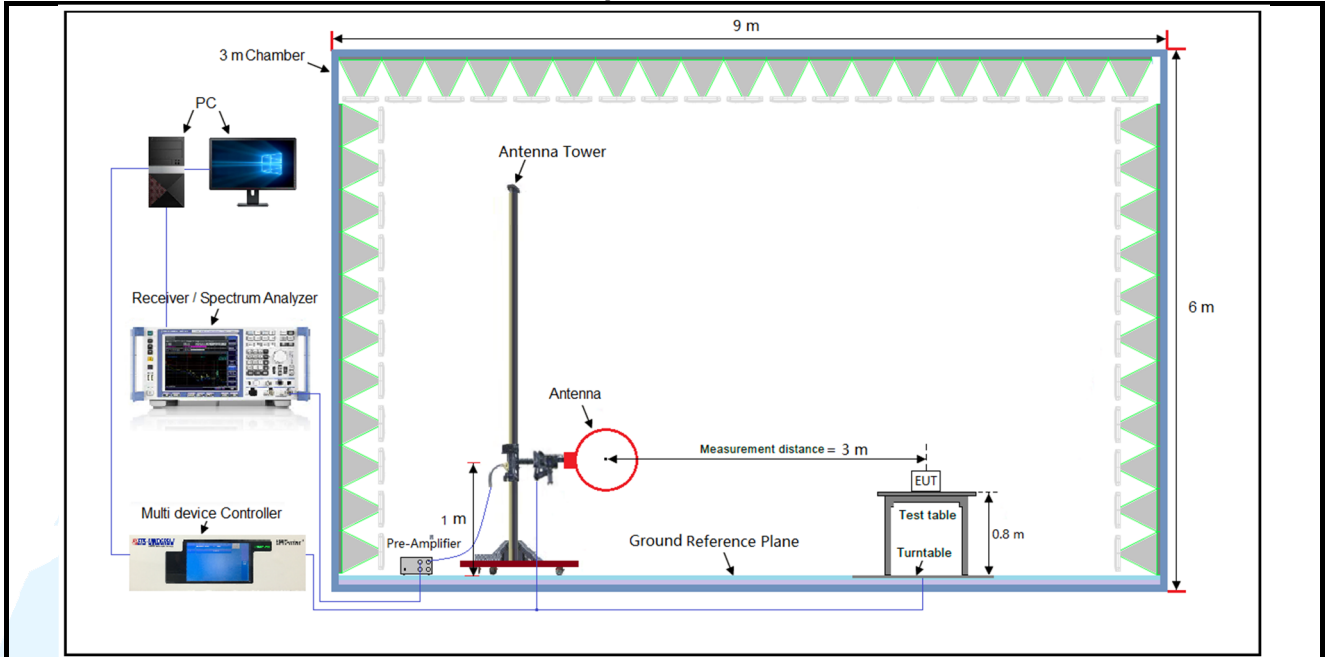 9 m
3 m Chamber
PC
Antenna Tower
6 m
Receiver / Spectrum Analyzer
Antenna
Measurement distance = 3 m
EUT
1 m
Test table
Multi device Controller
0.8 m
Pre-Amplifier
Ground Reference Plane
Turntable